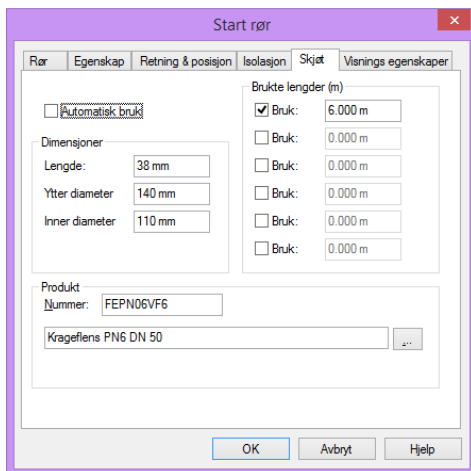 Start rør
Rør Egenskap Retning & posisjon Isolasjon Skjøt Visnings egenskaper
Automatisk bruk
Dimensjoner
Lengde: 38 mm
Ytter diameter 140 mm
Inner diameter 110 mm
Brukte lengder (m)
Bruk: 6.000 m
Bruk: 0.000 m
Bruk: 0.000 m
Bruk: 0.000 m
Bruk: 0.000 m
Bruk: 0.000 m
Produkt
Nummer: FEPN06VF6
Krageflens PN6 DN 50
...
OK Avbryt Hjelp